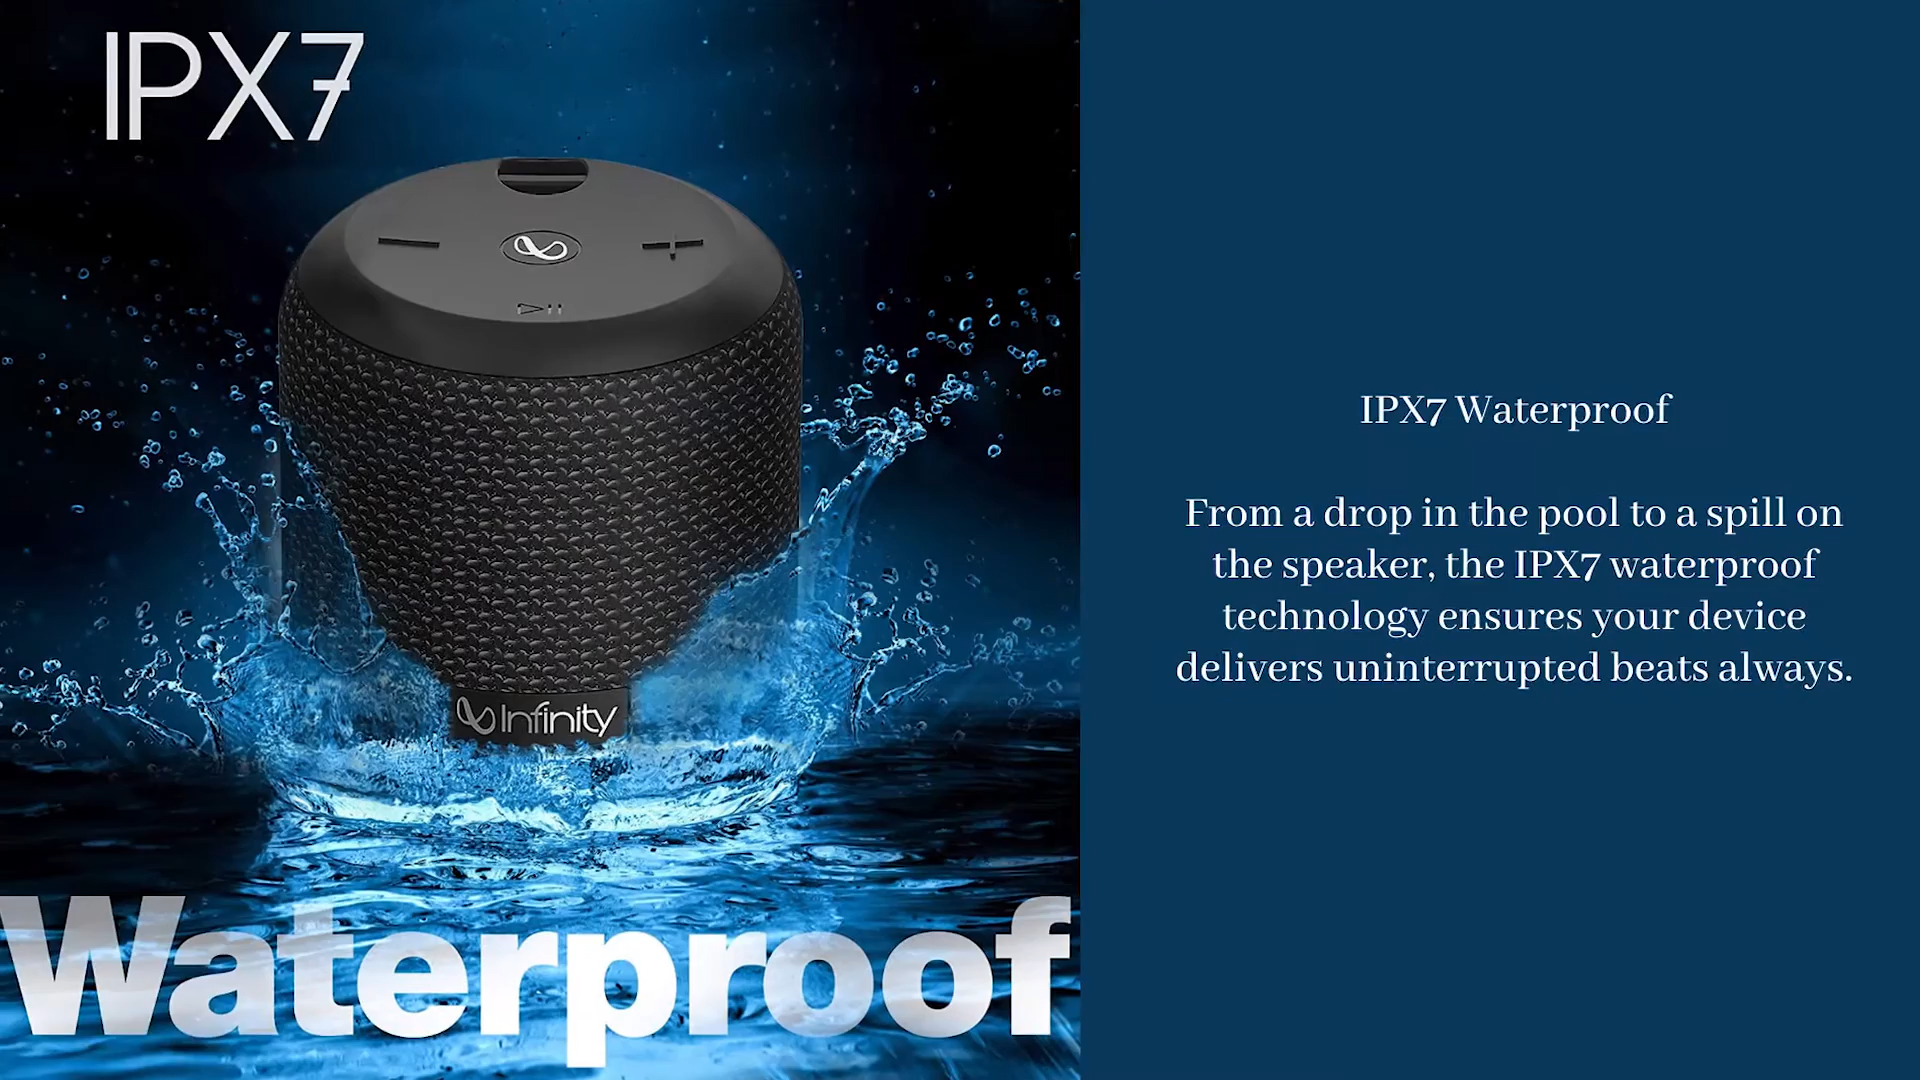 IPX7
Infinity
Waterproof
IPX7 Waterproof
From a drop in the pool to a spill on
the speaker, the IPX7 waterproof
technology ensures your device
delivers uninterrupted beats always.